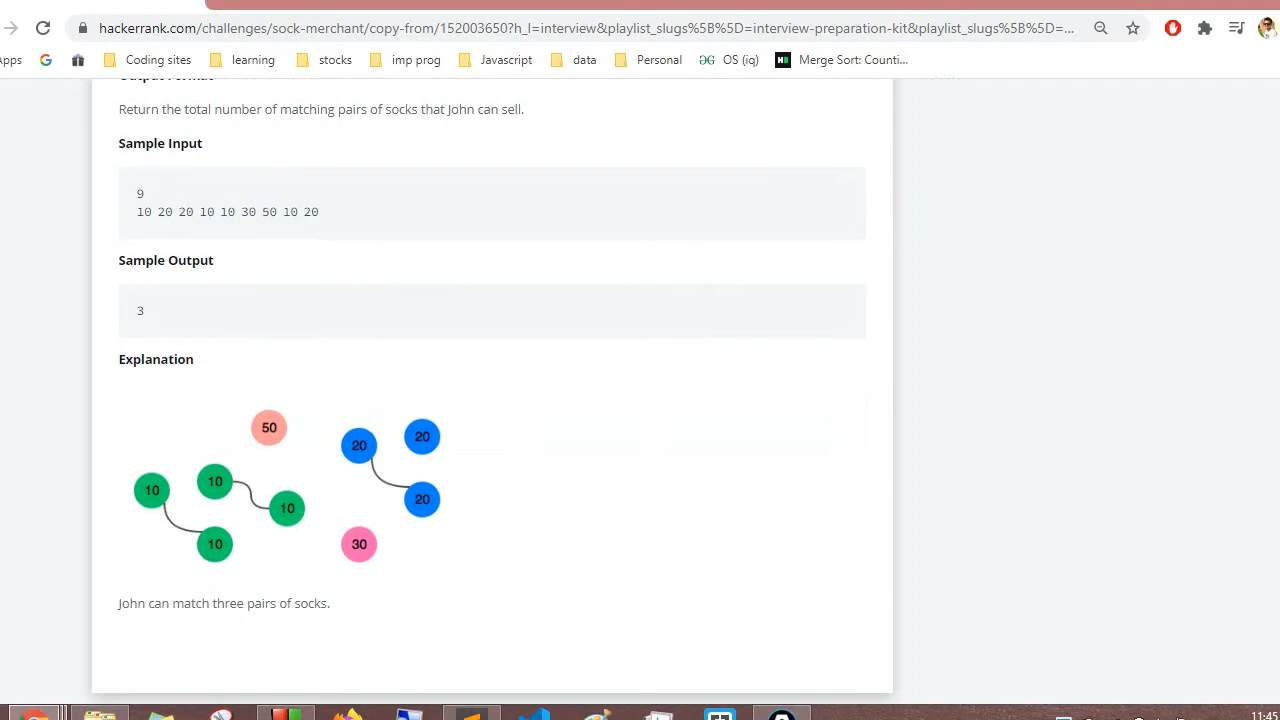 hackerrank.com/challenges/sock-merchant/copy-from/152003650?h_l=interview&playlist_slugs%5B%5D=interview-preparation-kit&playlist_slugs%5B%5D=...
Apps Coding sites learning stocks imp prog Javascript data Personal OS (iq) Merge Sort: Counti...
Output Format
Return the total number of matching pairs of socks that John can sell.
Sample Input
9
10 20 20 10 10 30 50 10 20
Sample Output
3
Explanation
50
20
20
10
10
20
10
10
30
John can match three pairs of socks.
11:45